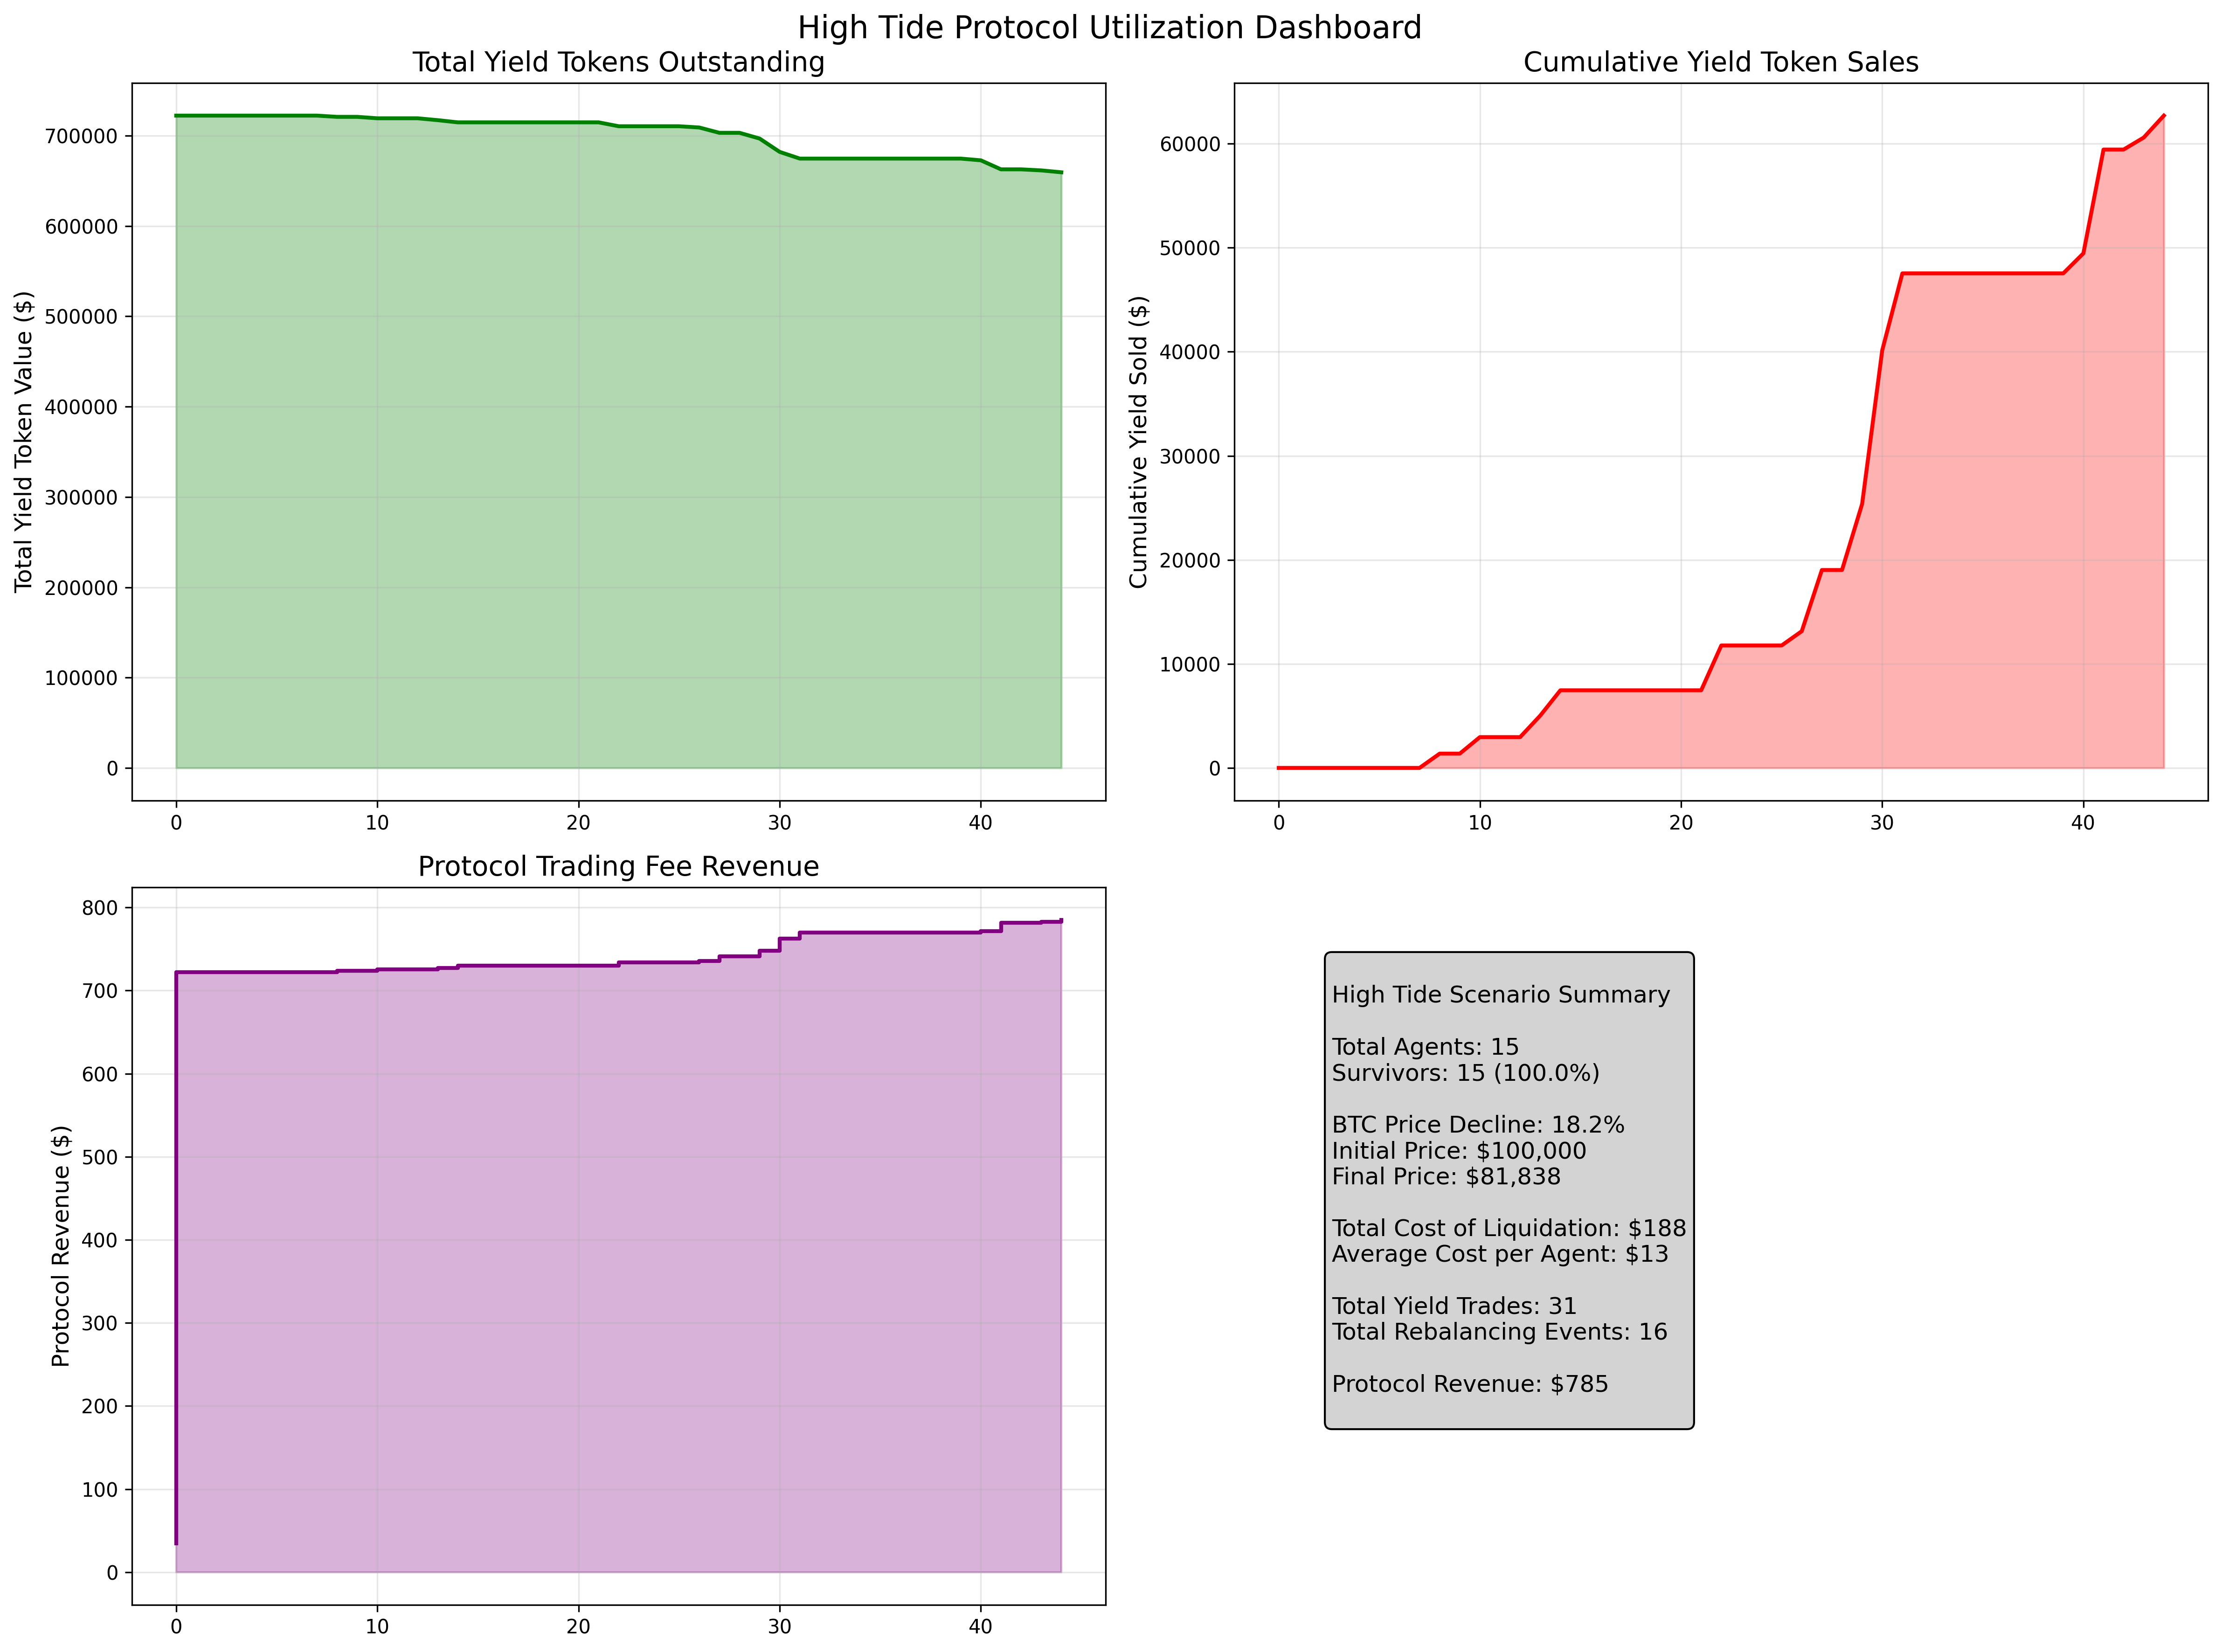 High Tide Protocol Utilization Dashboard
Total Yield Tokens Outstanding
Total Yield Token Value ($)
700000
600000
500000
400000
300000
200000
100000
0
0 10 20 30 40
Cumulative Yield Token Sales
Cumulative Yield Sold ($)
60000
50000
40000
30000
20000
10000
0
0 10 20 30 40
Protocol Trading Fee Revenue
Protocol Revenue ($)
800
700
600
500
400
300
200
100
0
0 10 20 30 40
High Tide Scenario Summary
Total Agents: 15
Survivors: 15 (100.0%)
BTC Price Decline: 18.2%
Initial Price: $100,000
Final Price: $81,838
Total Cost of Liquidation: $188
Average Cost per Agent: $13
Total Yield Trades: 31
Total Rebalancing Events: 16
Protocol Revenue: $785